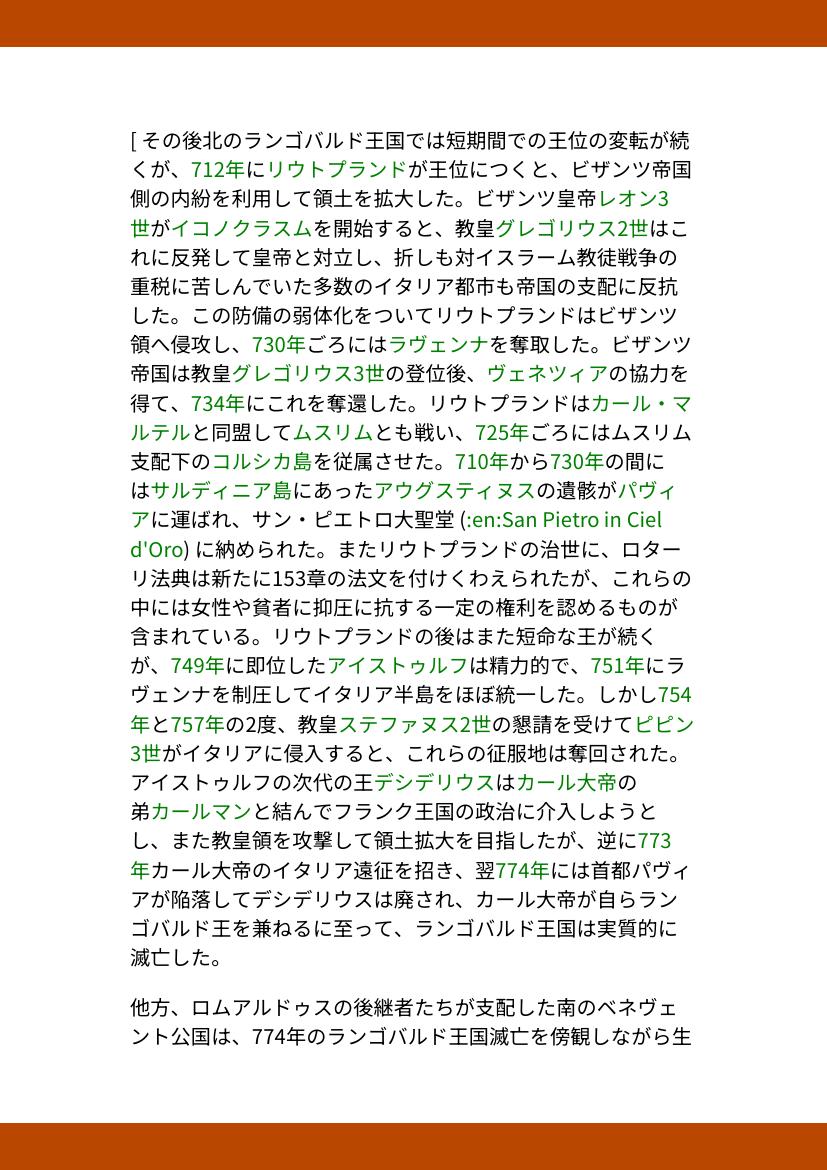 [ その後北のランゴバルド王国では短期間での王位の変転が続
くが、712年にリウトプランドが王位につくと、ビザンツ帝国
側の内紛を利用して領土を拡大した。ビザンツ皇帝レオン3
世がイコノクラスムを開始すると、教皇グレゴリウス2世はこ
れに反発して皇帝と対立し、折しも対イスラーム教徒戦争の
重税に苦しんでいた多数のイタリア都市も帝国の支配に反抗
した。この防備の弱体化をついてリウトプランドはビザンツ
領へ侵攻し、730年ごろにはラヴェンナを奪取した。ビザンツ
帝国は教皇グレゴリウス3世の登位後、ヴェネツィアの協力を
得て、734年にこれを奪還した。リウトプランドはカール・マ
ルテルと同盟してムスリムとも戦い、725年ごろにはムスリム
支配下のコルシカ島を従属させた。710年から730年の間に
はサルディニア島にあったアウグスティヌスの遺骸がパヴィ
アに運ばれ、サン・ピエトロ大聖堂 (:en:San Pietro in Ciel
d'Oro) に納められた。またリウトプランドの治世に、ロター
リ法典は新たに153章の法文を付けくわえられたが、これらの
中には女性や貧者に抑圧に抗する一定の権利を認めるものが
含まれている。リウトプランドの後はまた短命な王が続く
が、749年に即位したアイストゥルフは精力的で、751年にラ
ヴェンナを制圧してイタリア半島をほぼ統一した。しかし754
年と757年の2度、教皇ステファヌス2世の懇請を受けてピピン
3世がイタリアに侵入すると、これらの征服地は奪回された。
アイストゥルフの次代の王デシデリウスはカール大帝の
弟カールマンと結んでフランク王国の政治に介入しようと
し、また教皇領を攻撃して領土拡大を目指したが、逆に773
年カール大帝のイタリア遠征を招き、翌774年には首都パヴィ
アが陥落してデシデリウスは廃され、カール大帝が自らラン
ゴバルド王を兼ねるに至って、ランゴバルド王国は実質的に
滅亡した。
他方、ロムアルドゥスの後継者たちが支配した南のベネヴェ
ント公国は、774年のランゴバルド王国滅亡を傍観しながら生